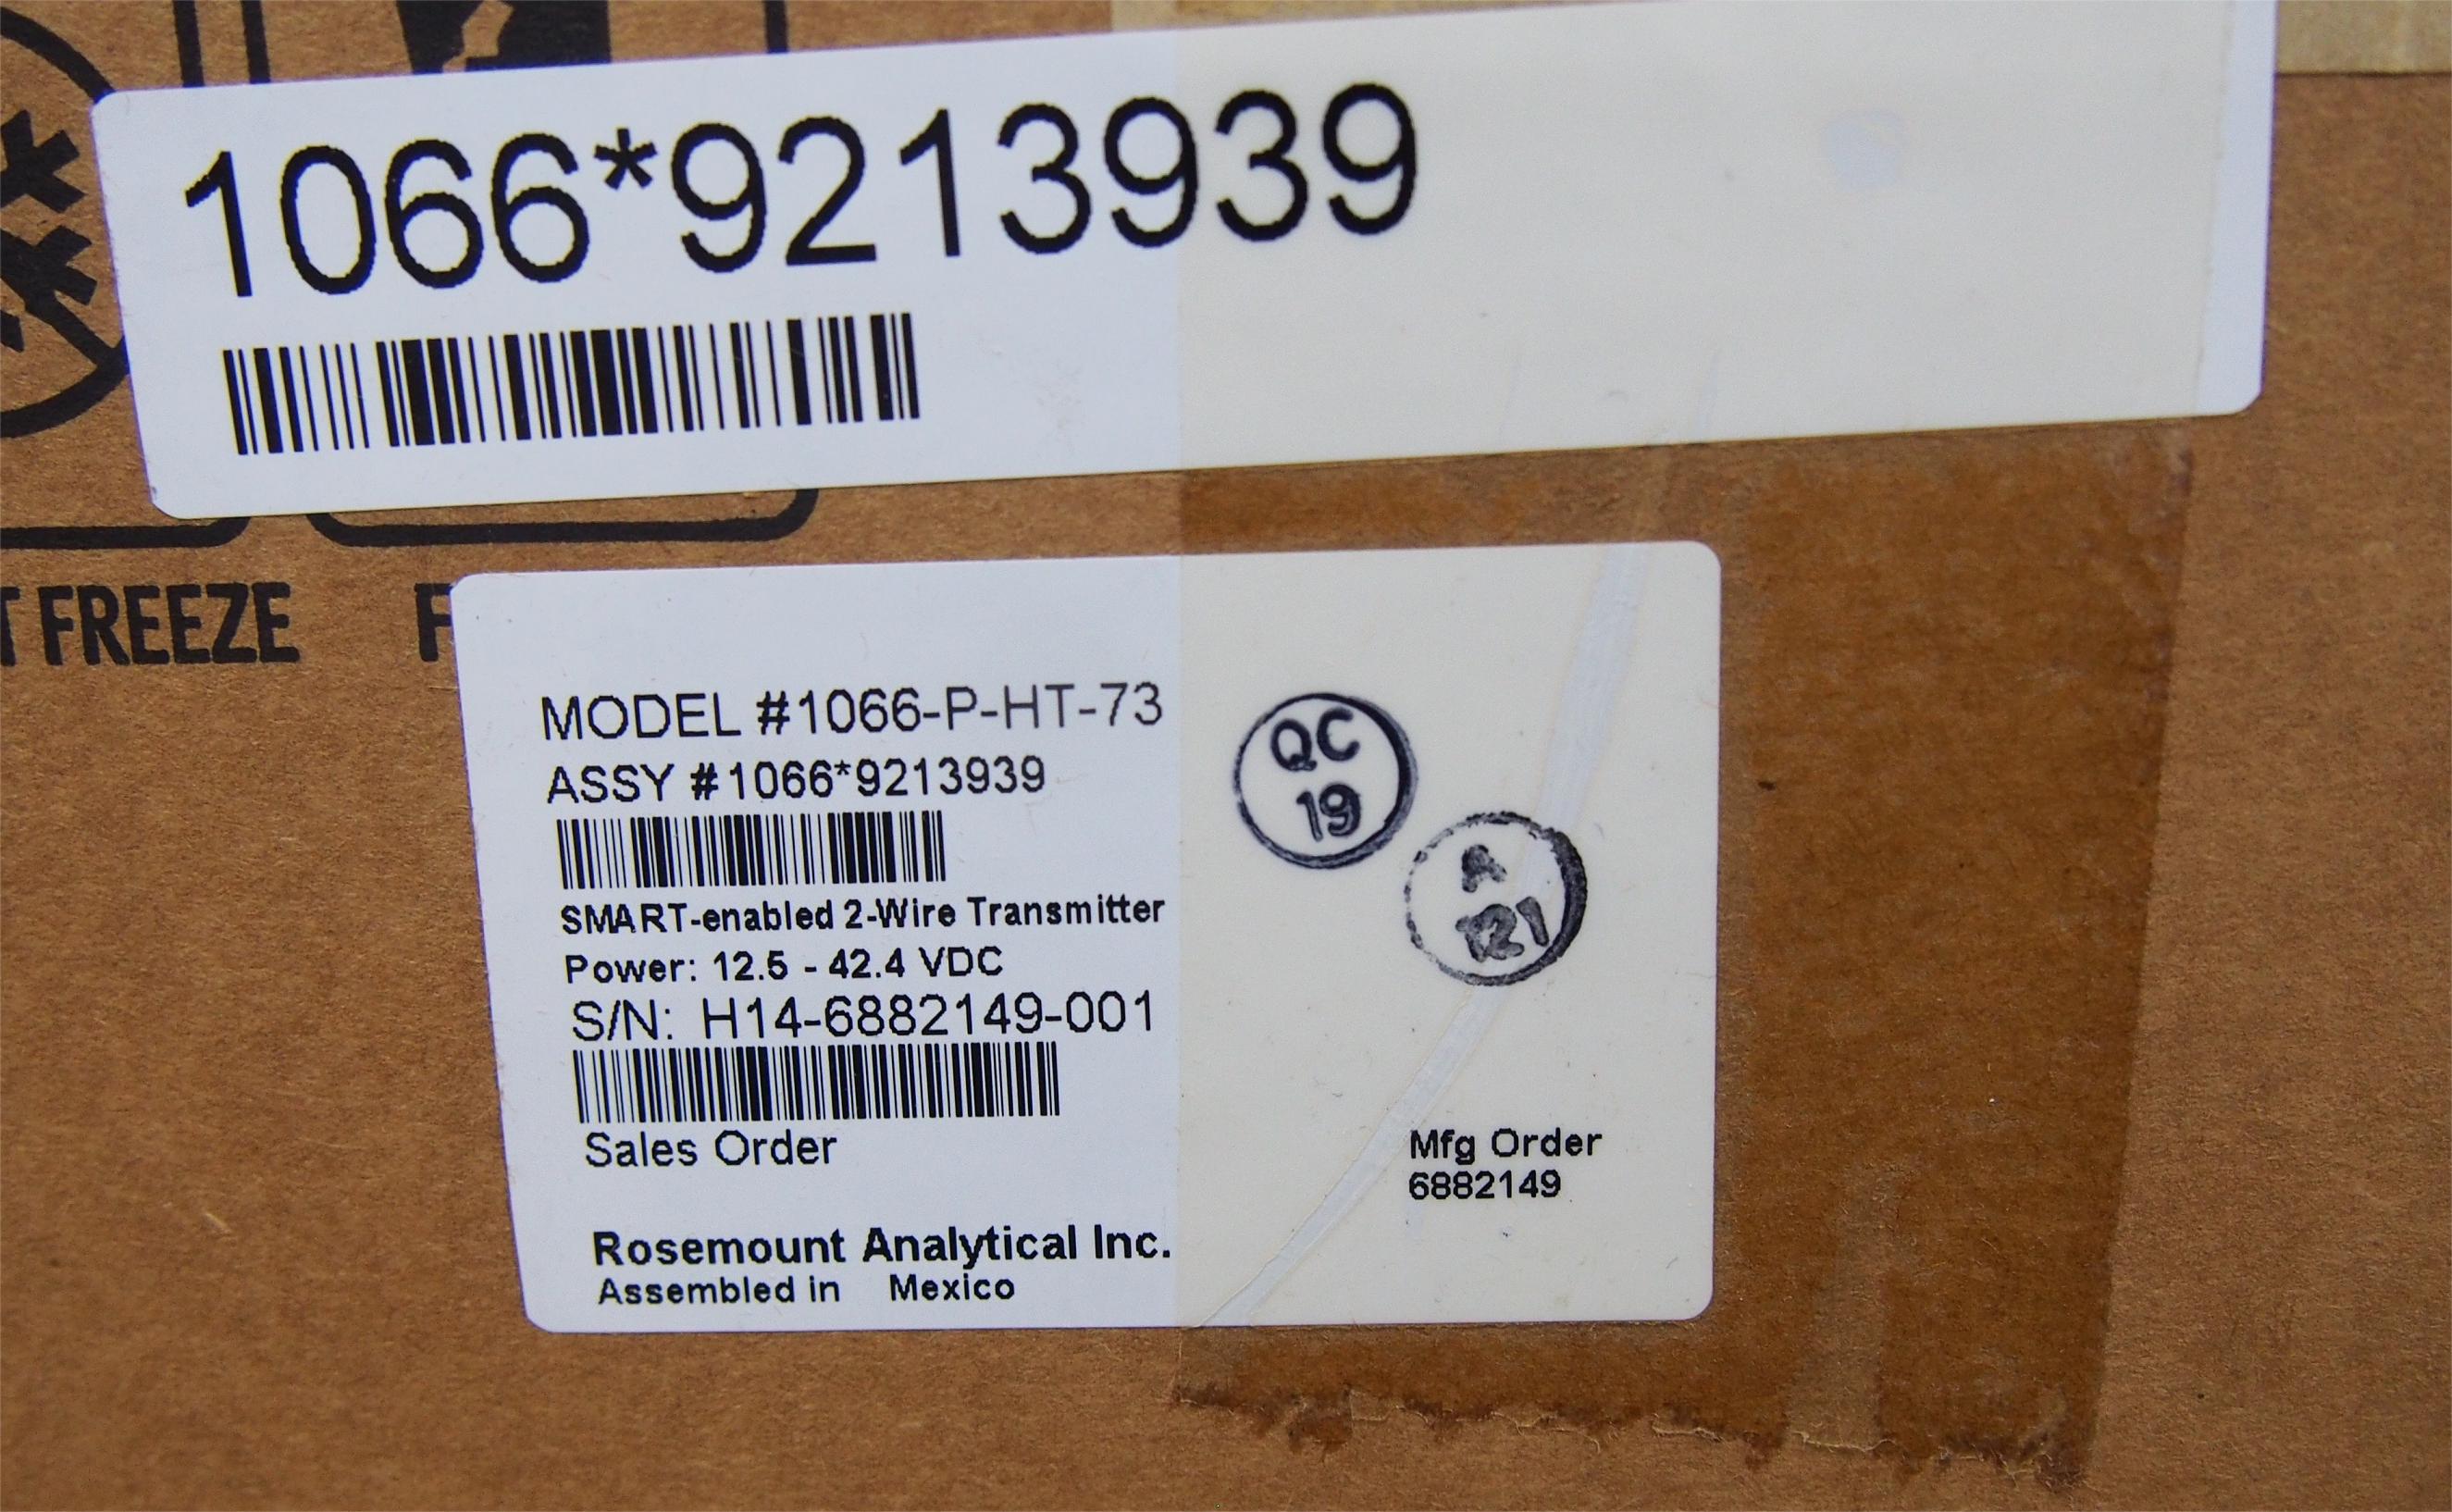 1066*9213939
T FREEZE F
MODEL #1066-P-HT-73
ASSY #1066*9213939
SMART-enabled 2-Wire Transmitter
Power: 12.5 - 42.4 VDC
S/N: H14-6882149-001
Sales Order
Rosemount Analytical Inc.
Assembled in Mexico
QC
19
A
121
Mfg Order
6882149